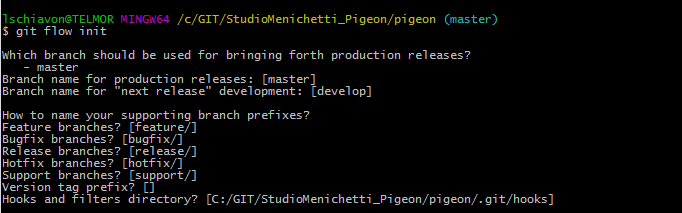 lschiavon@TELMOR MINGW64 /c/GIT/StudioMenichetti_Pigeon/pigeon (master)
$ git flow init
Which branch should be used for bringing forth production releases?
   - master
Branch name for production releases: [master]
Branch name for "next release" development: [develop]
How to name your supporting branch prefixes?
Feature branches? [feature/]
Bugfix branches? [bugfix/]
Release branches? [release/]
Hotfix branches? [hotfix/]
Support branches? [support/]
Version tag prefix? []
Hooks and filters directory? [C:/GIT/StudioMenichetti_Pigeon/pigeon/.git/hooks]